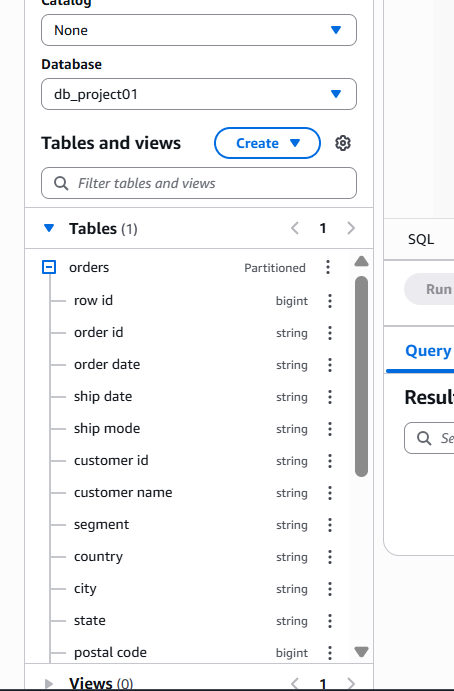 Catalog
None
Database
db_project01
Tables and views
Create
Filter tables and views
Tables (1)
1
orders Partitioned
row id bigint
order id string
order date string
ship date string
ship mode string
customer id string
customer name string
segment string
country string
city string
state string
postal code bigint
Views (0)
1
SQL
Run
Query
Resul
Se